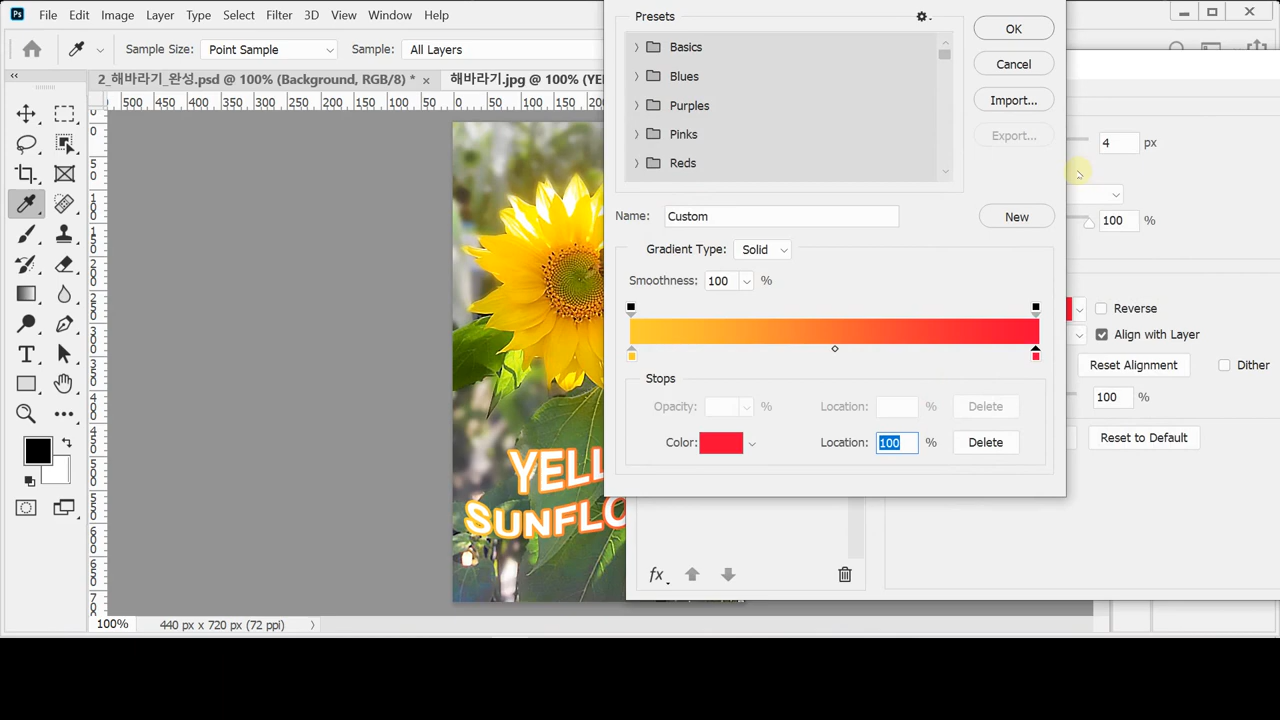 File Edit Image Layer Type Select Filter 3D View Window Help
Presets
OK
Basics
Sample Size: Point Sample Sample: All Layers
Cancel
Blues
2_해바라기_완성.psd @ 100% (Background, RGB/8) * × 해바라기.jpg @ 100% (YE
Import...
500 450 400 350 300 250 200 150 100 50 0 50 100 150 200
Purples
Pinks
Export...
4 px
Reds
100 %
Name: Custom New
Gradient Type: Solid
Smoothness: 100 %
Reverse
Align with Layer
Reset Alignment Dither
Stops
Opacity: % Location: % Delete
100 %
Color: Location: 100 % Delete
Reset to Default
YELL
SUNFLO
fx
100% 440 px x 720 px (72 ppi)